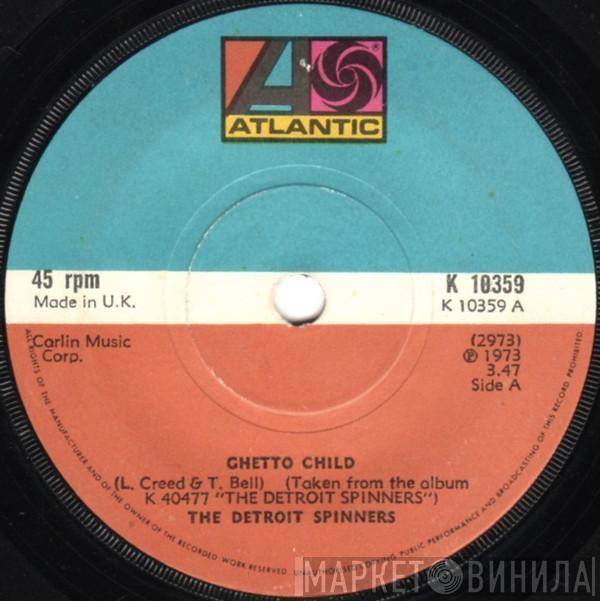 ATLANTIC
45 rpm
Made in U.K.
K 10359
K 10359 A
Carlin Music
Corp.
(2973)
℗ 1973
3.47
Side A
GHETTO CHILD
(L. Creed & T. Bell) (Taken from the album
K 40477 "THE DETROIT SPINNERS")
THE DETROIT SPINNERS
ALL RIGHTS OF THE MANUFACTURER AND OF THE OWNER OF THE RECORDED WORK RESERVED. UNAUTHORISED COPYING, PUBLIC PERFORMANCE AND BROADCASTING OF THIS RECORD PROHIBITED.
МАРКЕТ ВИНИЛА